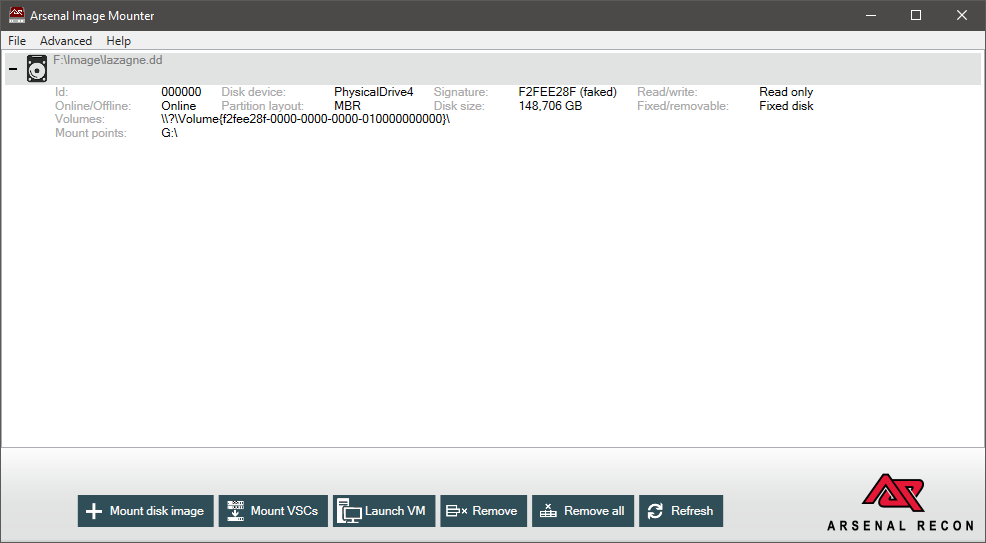 Arsenal Image Mounter
File Advanced Help
F:\Image\lazagne.dd
Id: 000000 Disk device: PhysicalDrive4 Signature: F2FEE28F (faked) Read/write: Read only
Online/Offline: Online Partition layout: MBR Disk size: 148,706 GB Fixed/removable: Fixed disk
Volumes: \\?\Volume{f2fee28f-0000-0000-0000-010000000000}\
Mount points: G:\
Mount disk image Mount VSCs Launch VM Remove Remove all Refresh
ARSENAL RECON